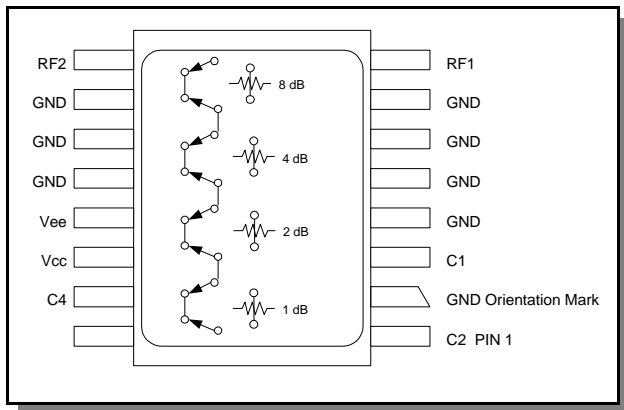 RF2
GND
GND
GND
Vee
Vcc
C4
8 dB
4 dB
2 dB
1 dB
RF1
GND
GND
GND
GND
C1
GND Orientation Mark
C2 PIN 1